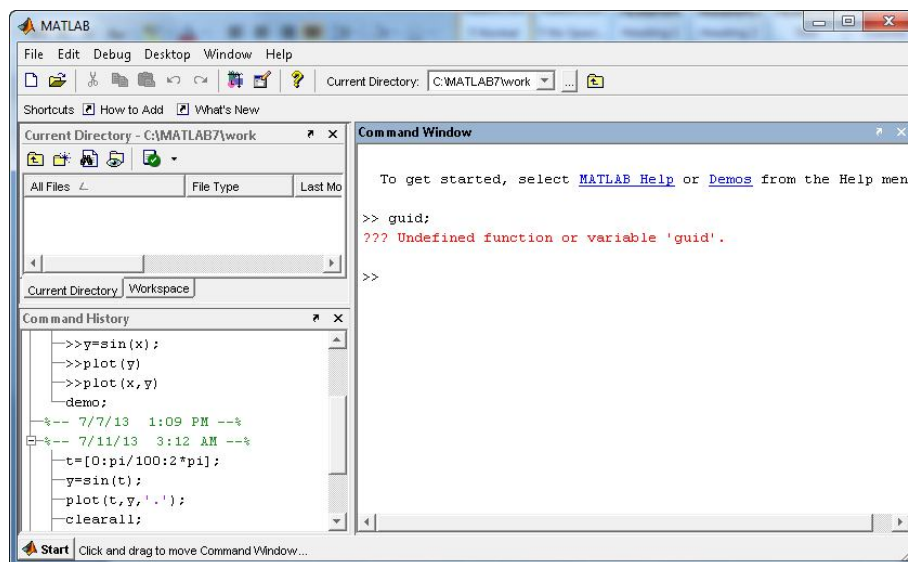 MATLAB
File Edit Debug Desktop Window Help
Current Directory: C:\MATLAB7\work
Shortcuts How to Add What's New
Current Directory - C:\MATLAB7\work
All Files File Type Last Mo
Current Directory Workspace
Command History
>>y=sin(x);
>>plot(y)
>>plot(x,y)
demo;
%-- 7/7/13 1:09 PM --%
%-- 7/11/13 3:12 AM --%
t=[0:pi/100:2*pi];
y=sin(t);
plot(t,y,'.');
clearall;
Command Window
To get started, select MATLAB Help or Demos from the Help men
>> guid;
??? Undefined function or variable 'guid'.
>>
Start Click and drag to move Command Window...